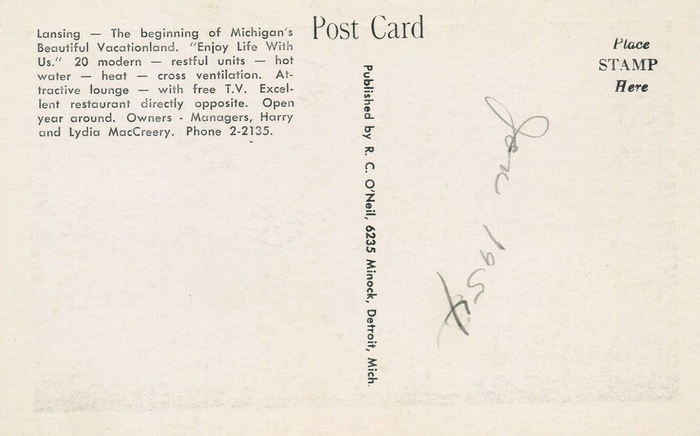 Lansing — The beginning of Michigan's
Beautiful Vacationland. "Enjoy Life With
Us." 20 modern — restful units — hot
water — heat — cross ventilation. At-
tractive lounge — with free T.V. Excel-
lent restaurant directly opposite. Open
year around. Owners - Managers, Harry
and Lydia MacCreery. Phone 2-2135.
Post Card
Place
STAMP
Here
Published by R. C. O'Neil, 6235 Minock, Detroit, Mich.
195